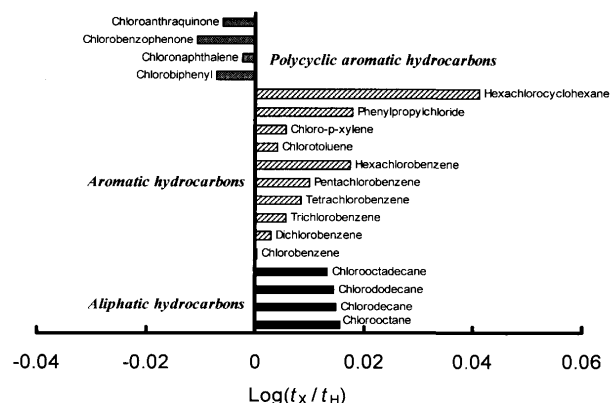 Chloroanthraquinone
Chlorobenzophenone
Chloronaphthalene
Polycyclic aromatic hydrocarbons
Chlorobiphenyl
Hexachlorocyclohexane
Phenylpropylchloride
Chloro-p-xylene
Chlorotoluene
Hexachlorobenzene
Aromatic hydrocarbons
Pentachlorobenzene
Tetrachlorobenzene
Trichlorobenzene
Dichlorobenzene
Chlorobenzene
Chlorooctadecane
Chlorododecane
Aliphatic hydrocarbons
Chlorodecane
Chlorooctane
-0.04 -0.02 0 0.02 0.04 0.06
Log(tX / tH)